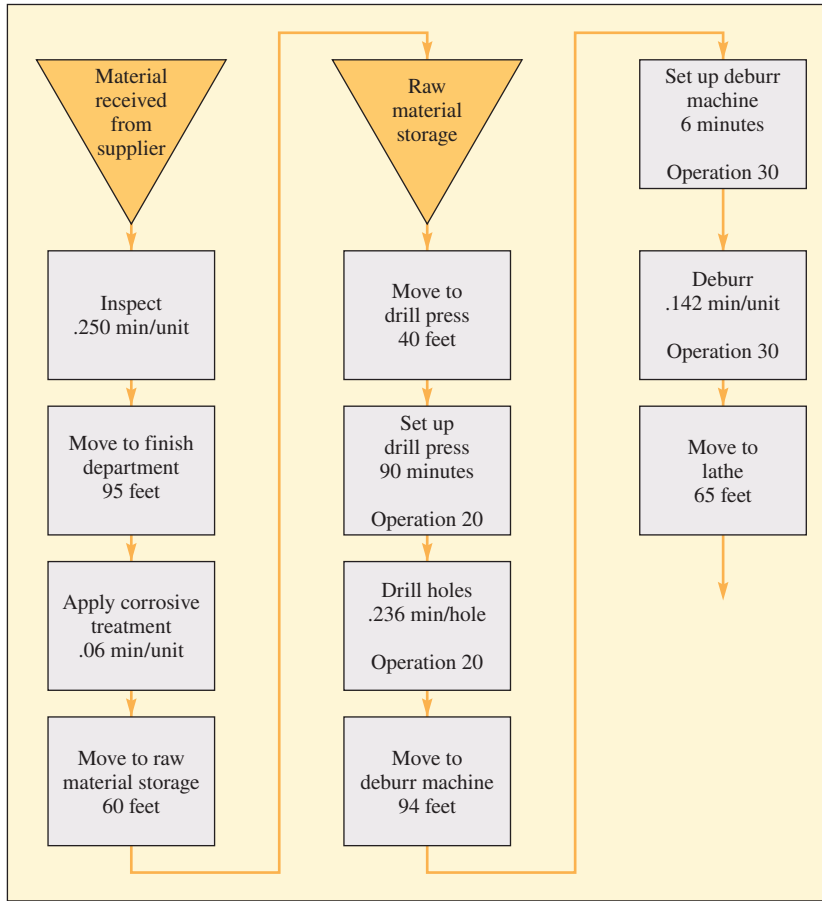 Material
received
from
supplier
Inspect
.250 min/unit
Move to finish
department
95 feet
Apply corrosive
treatment
.06 min/unit
Move to raw
material storage
60 feet
Raw
material
storage
Move to
drill press
40 feet
Set up
drill press
90 minutes
Operation 20
Drill holes
.236 min/hole
Operation 20
Move to
deburr machine
94 feet
Set up deburr
machine
6 minutes
Operation 30
Deburr
.142 min/unit
Operation 30
Move to
lathe
65 feet